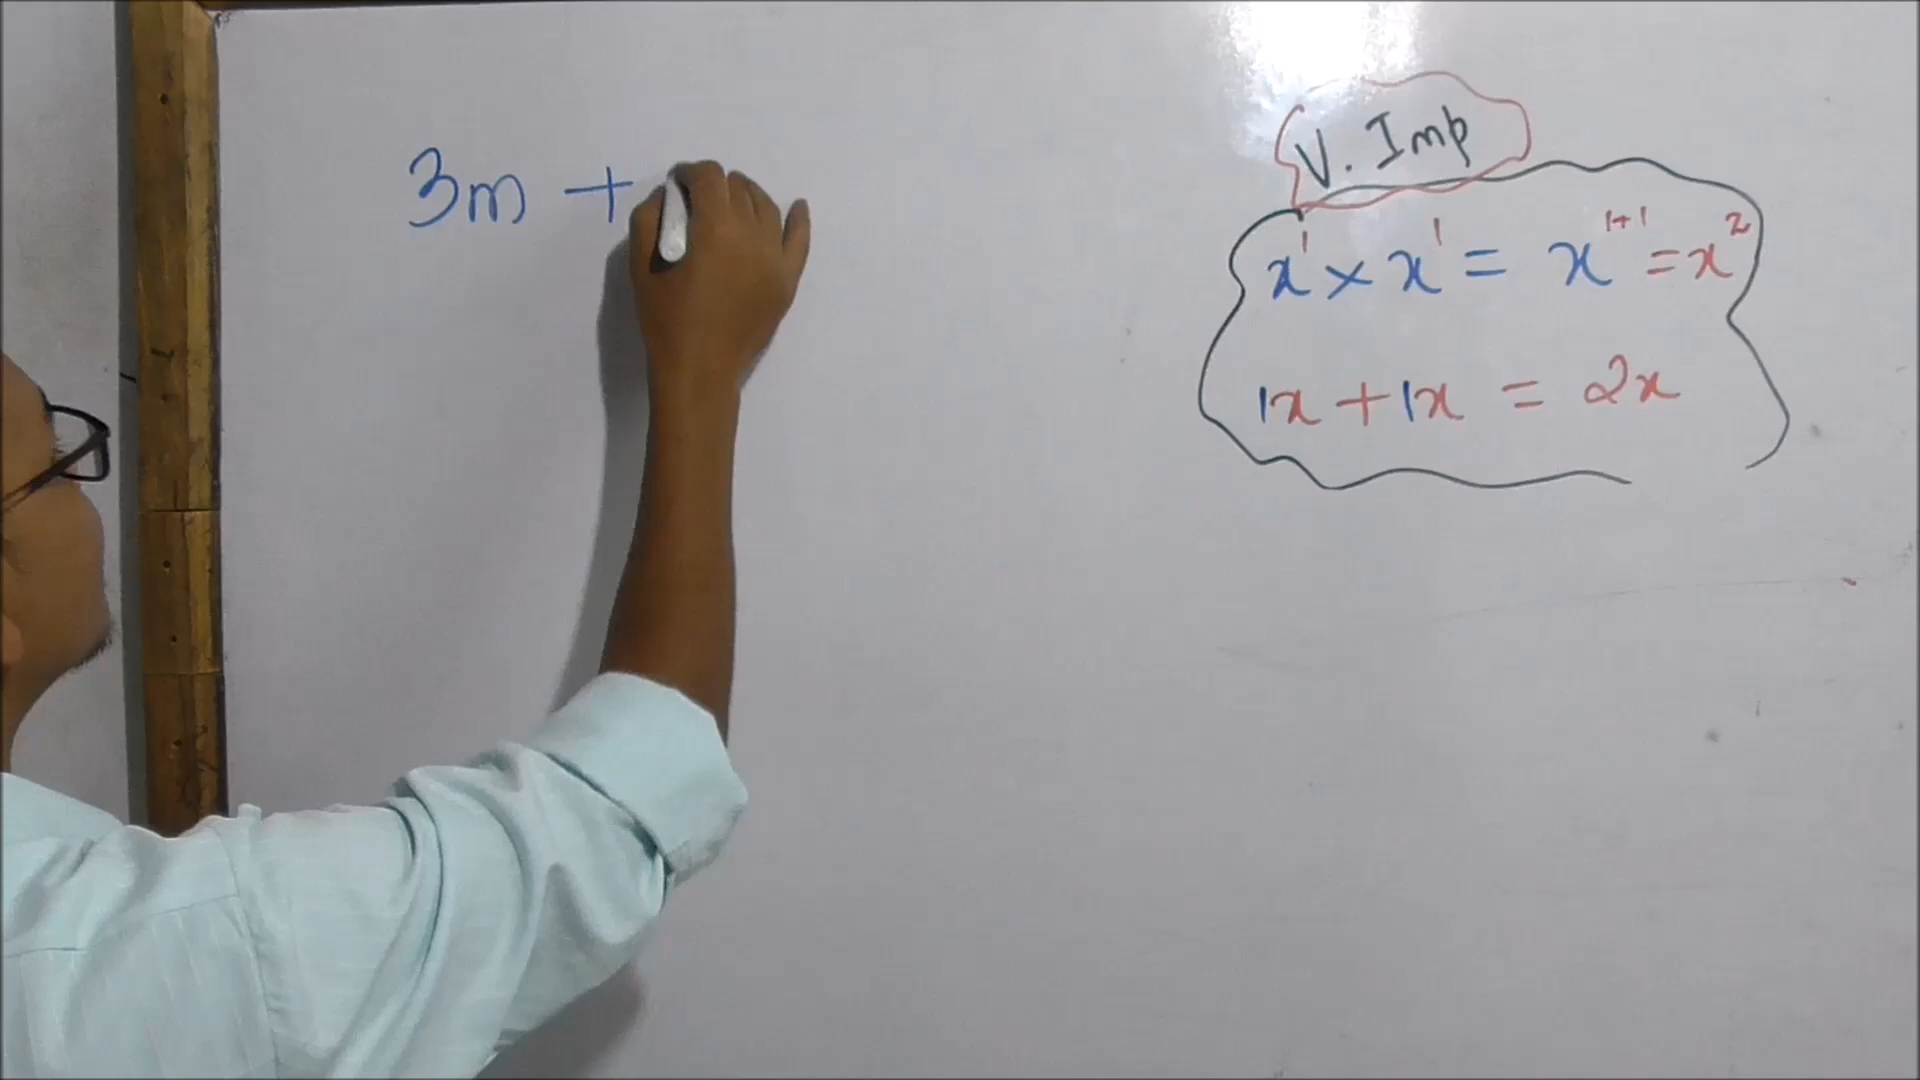 3m +
V. Imp
x¹ × x¹ = x¹⁺¹ = x²
1x + 1x = 2x